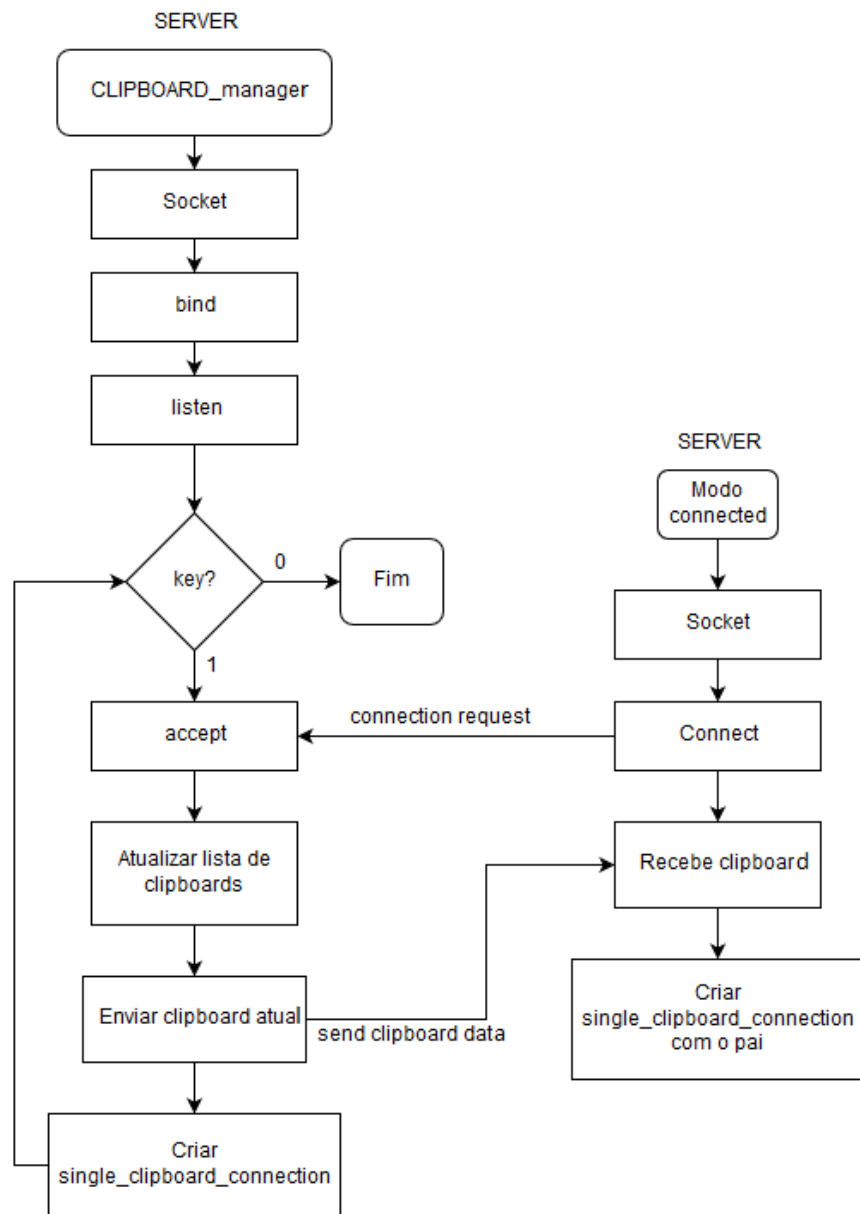 SERVER
CLIPBOARD_manager
Socket
bind
listen
key?
0
Fim
1
accept
Atualizar lista de
clipboards
Enviar clipboard atual
send clipboard data
Criar
single_clipboard_connection
SERVER
Modo
connected
Socket
connection request
Connect
Recebe clipboard
Criar
single_clipboard_connection
com o pai